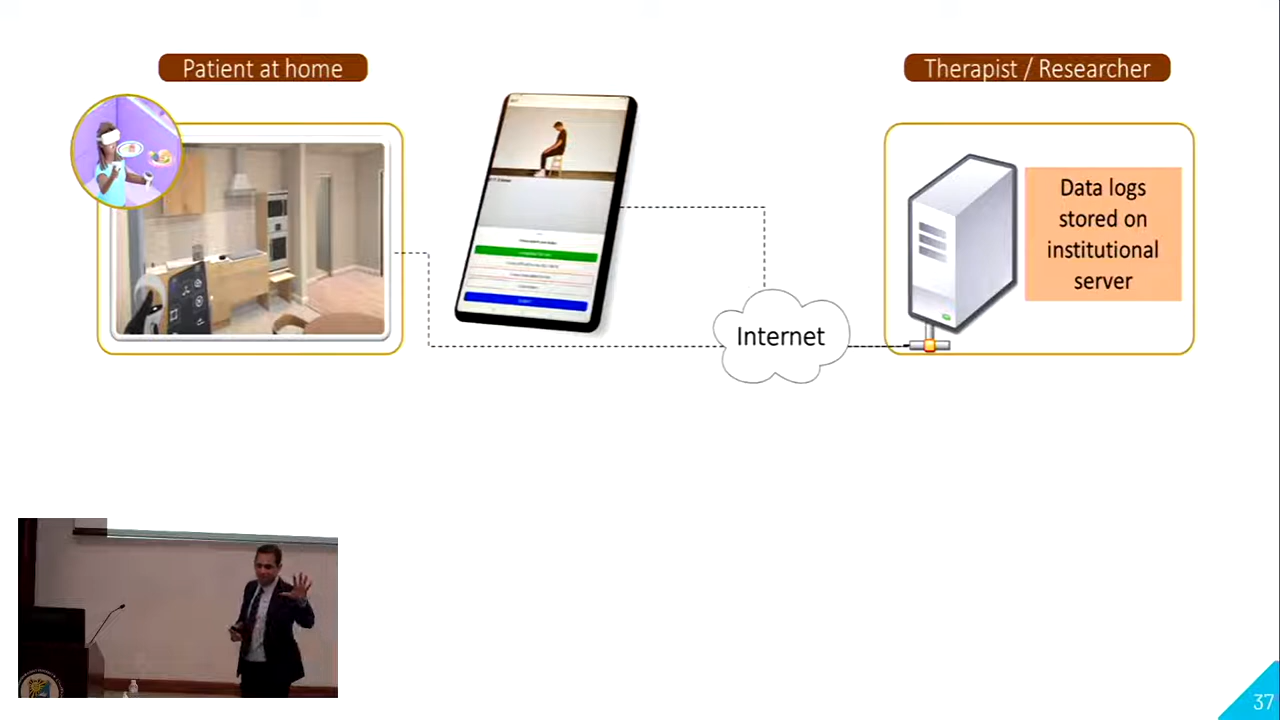 Patient at home
Therapist / Researcher
Data logs
stored on
institutional
server
Internet
37